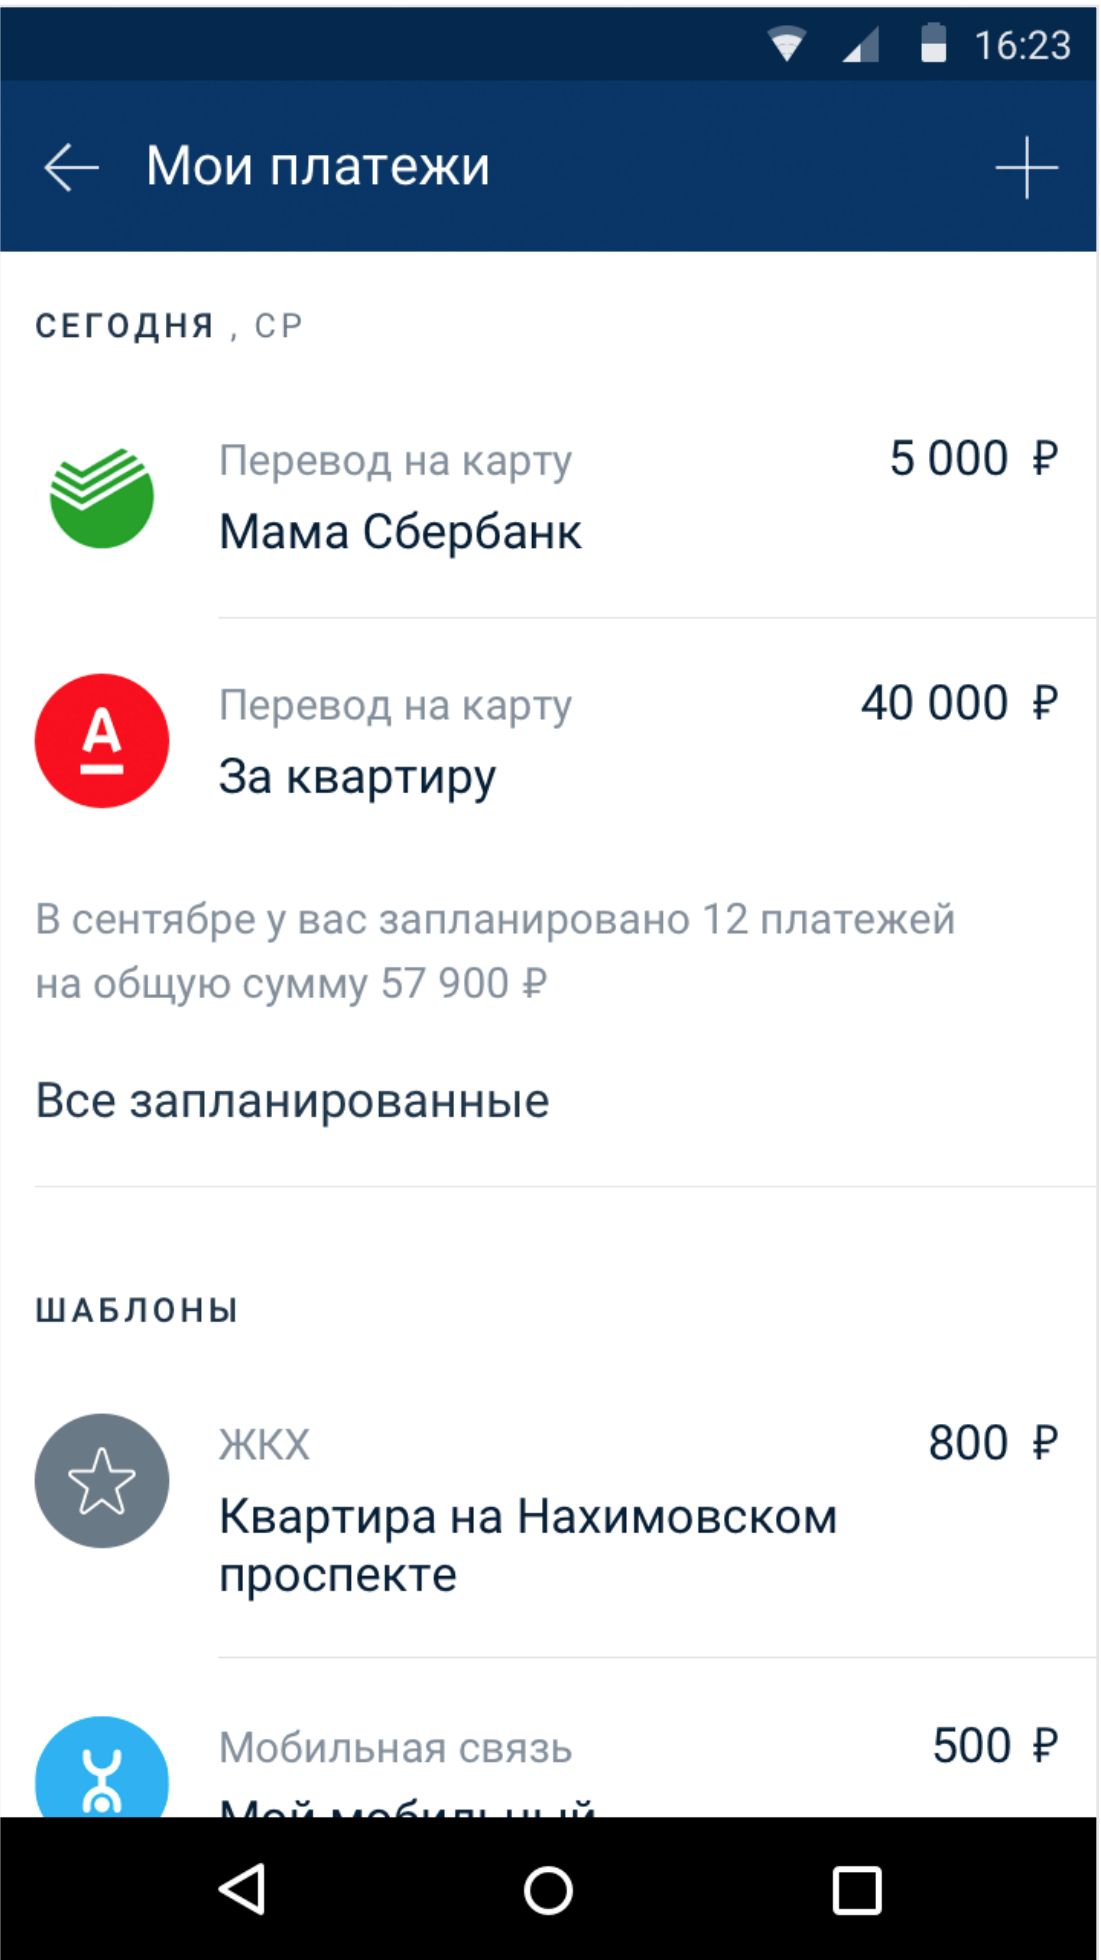 16:23
Мои платежи
СЕГОДНЯ , СР
Перевод на карту 5 000 ₽
Мама Сбербанк
А
Перевод на карту 40 000 ₽
За квартиру
В сентябре у вас запланировано 12 платежей
на общую сумму 57 900 ₽
Все запланированные
ШАБЛОНЫ
ЖКХ 800 ₽
Квартира на Нахимовском
проспекте
Мобильная связь 500 ₽
Мой мобильный